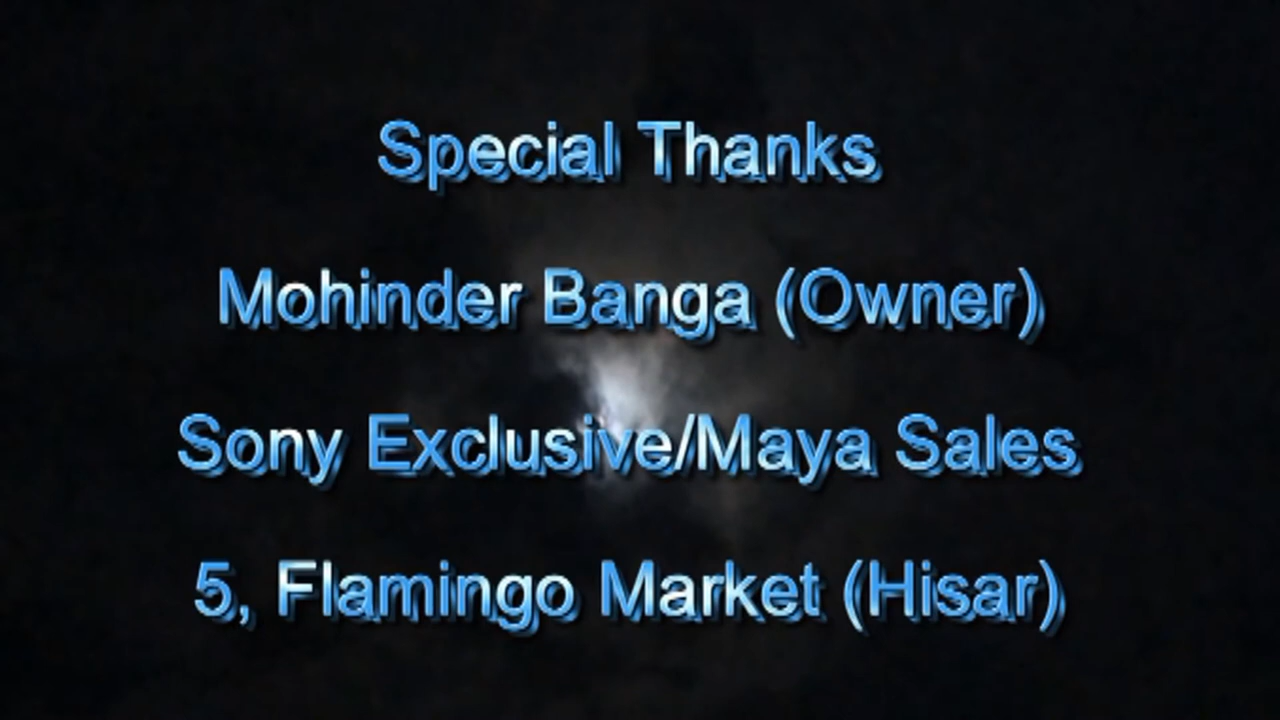 Special Thanks
Mohinder Banga (Owner)
Sony Exclusive/Maya Sales
5, Flamingo Market (Hisar)